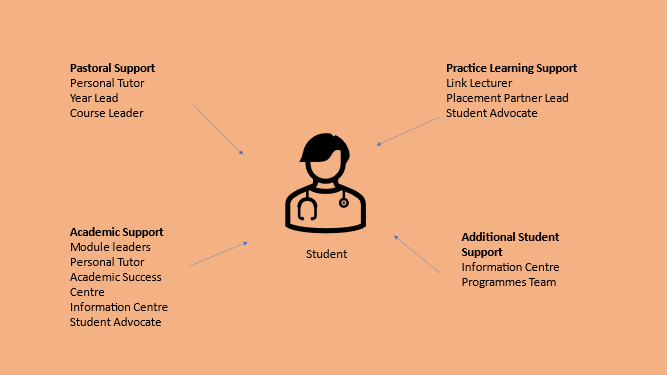 Pastoral Support
Personal Tutor
Year Lead
Course Leader
Practice Learning Support
Link Lecturer
Placement Partner Lead
Student Advocate
Student
Academic Support
Module leaders
Personal Tutor
Academic Success
Centre
Information Centre
Student Advocate
Additional Student
Support
Information Centre
Programmes Team